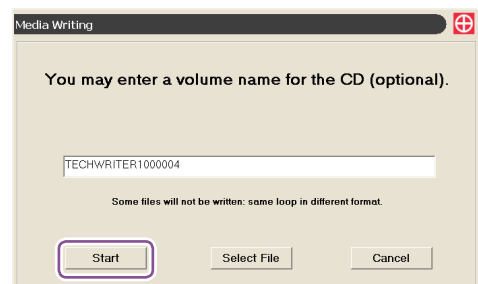 Media Writing
You may enter a volume name for the CD (optional).
TECHWRITER1000004
Some files will not be written: same loop in different format.
Start
Select File
Cancel